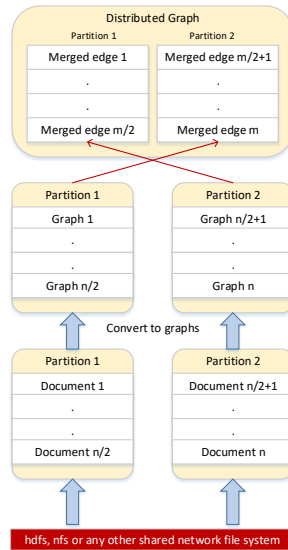 Distributed Graph
Partition 1
Partition 2
Merged edge 1
Merged edge m/2+1
.
.
.
.
Merged edge m/2
Merged edge m
Partition 1
Partition 2
Graph 1
Graph n/2+1
.
.
.
.
Graph n/2
Graph n
Convert to graphs
Partition 1
Partition 2
Document 1
Document n/2+1
.
.
.
.
Document n/2
Document n
hdfs, nfs or any other shared network file system